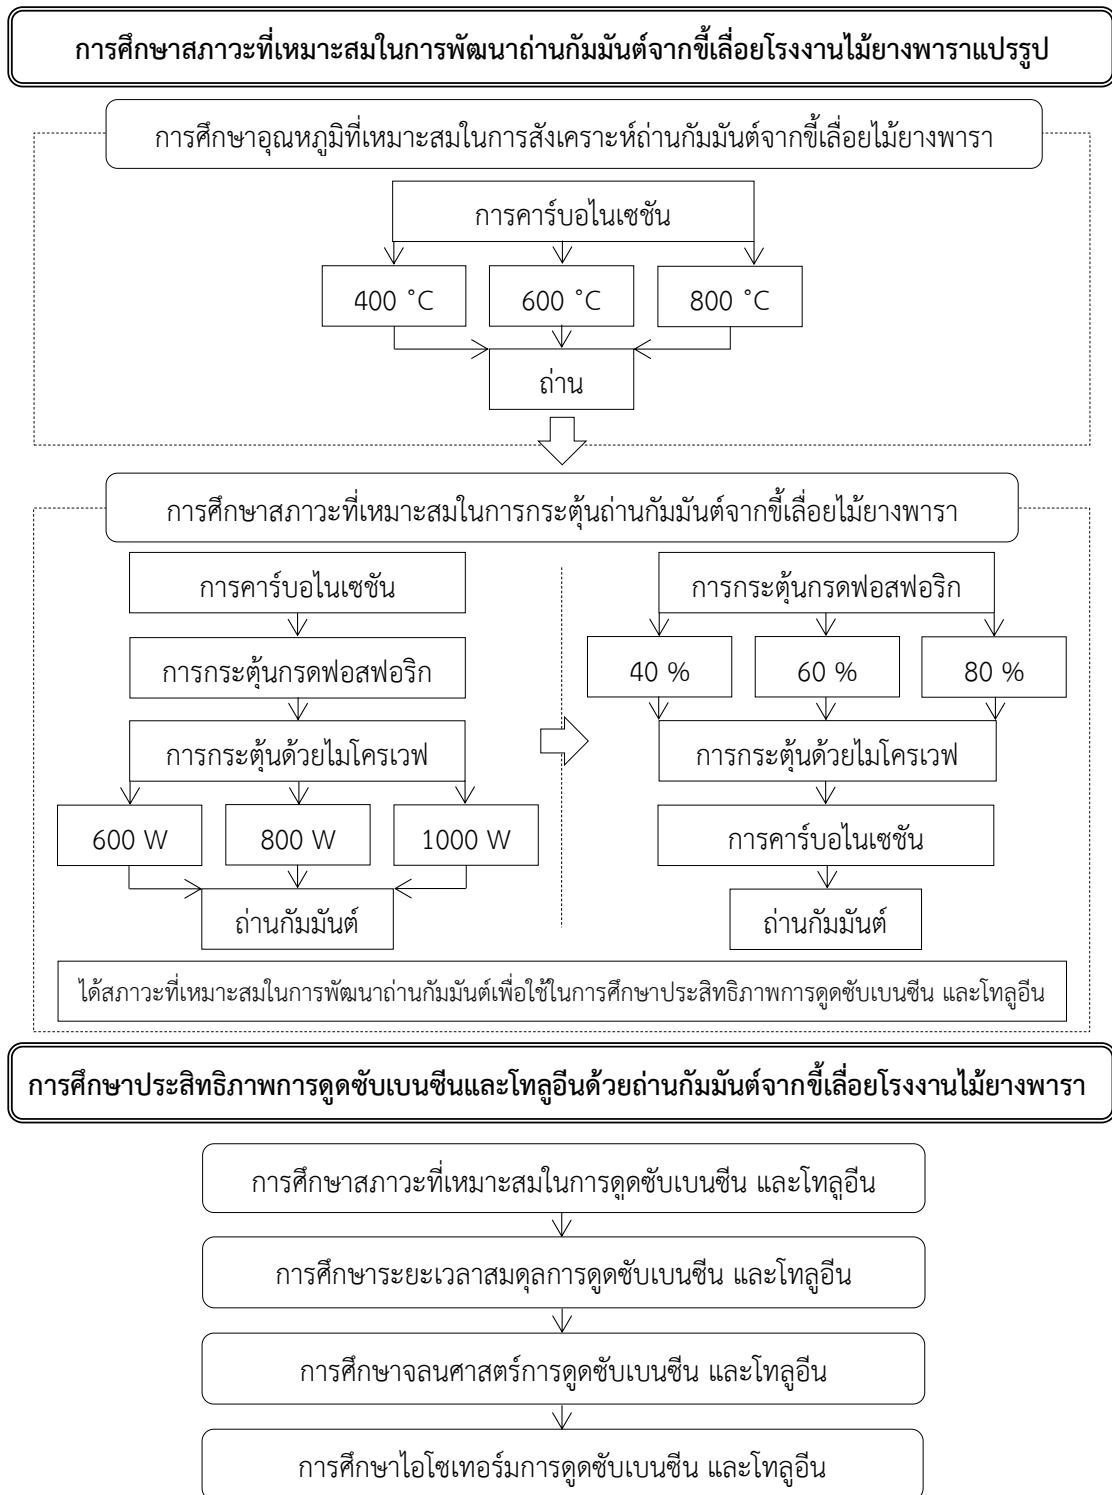 การศึกษาสภาวะที่เหมาะสมในการพัฒนาถ่านกัมมันต์จากขี้เลื่อยโรงงานไม้ยางพาราแปรรูป
การศึกษาอุณหภูมิที่เหมาะสมในการสังเคราะห์ถ่านกัมมันต์จากขี้เลื่อยไม้ยางพารา
การคาร์บอไนเซชัน
400 °C
600 °C
800 °C
ถ่าน
การศึกษาสภาวะที่เหมาะสมในการกระตุ้นถ่านกัมมันต์จากขี้เลื่อยไม้ยางพารา
การคาร์บอไนเซชัน
การกระตุ้นกรดฟอสฟอริก
การกระตุ้นด้วยไมโครเวฟ
600 W
800 W
1000 W
ถ่านกัมมันต์
การกระตุ้นกรดฟอสฟอริก
40 %
60 %
80 %
การกระตุ้นด้วยไมโครเวฟ
การคาร์บอไนเซชัน
ถ่านกัมมันต์
ได้สภาวะที่เหมาะสมในการพัฒนาถ่านกัมมันต์เพื่อใช้ในการศึกษาประสิทธิภาพการดูดซับเบนซีน และโทลูอีน
การศึกษาประสิทธิภาพการดูดซับเบนซีนและโทลูอีนด้วยถ่านกัมมันต์จากขี้เลื่อยโรงงานไม้ยางพารา
การศึกษาสภาวะที่เหมาะสมในการดูดซับเบนซีน และโทลูอีน
การศึกษาระยะเวลาสมดุลการดูดซับเบนซีน และโทลูอีน
การศึกษาจลนศาสตร์การดูดซับเบนซีน และโทลูอีน
การศึกษาไอโซเทอร์มการดูดซับเบนซีน และโทลูอีน